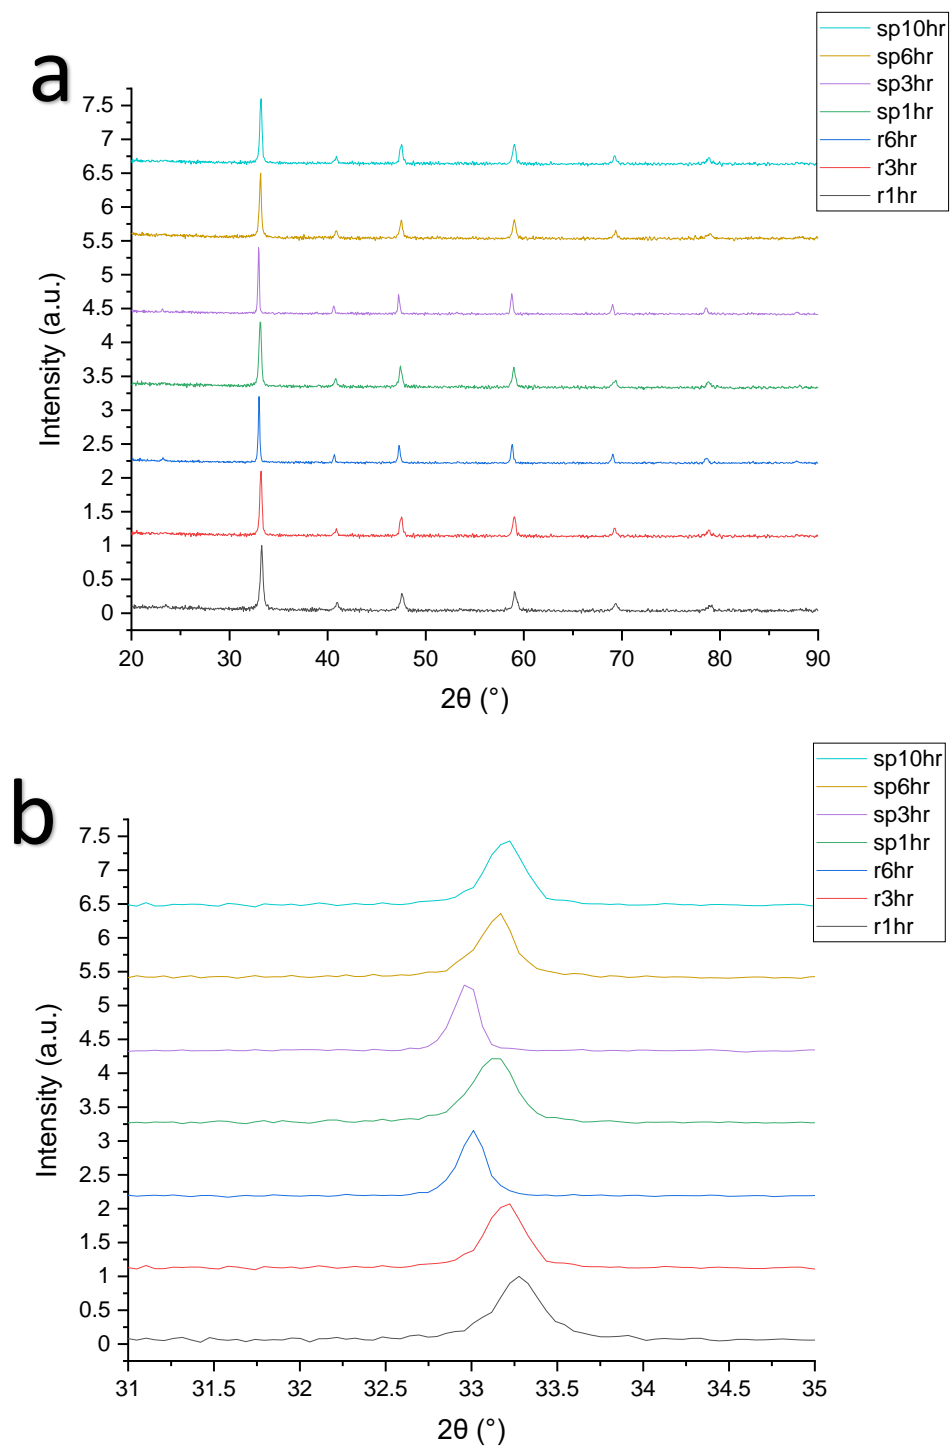 a
sp10hr
sp6hr
sp3hr
sp1hr
r6hr
r3hr
r1hr
7.5
7
6.5
6
5.5
5
4.5
4
3.5
3
2.5
2
1.5
1
0.5
0
Intensity (a.u.)
20 30 40 50 60 70 80 90
2θ (°)
b
sp10hr
sp6hr
sp3hr
sp1hr
r6hr
r3hr
r1hr
7.5
7
6.5
6
5.5
5
4.5
4
3.5
3
2.5
2
1.5
1
0.5
0
Intensity (a.u.)
31 31.5 32 32.5 33 33.5 34 34.5 35
2θ (°)